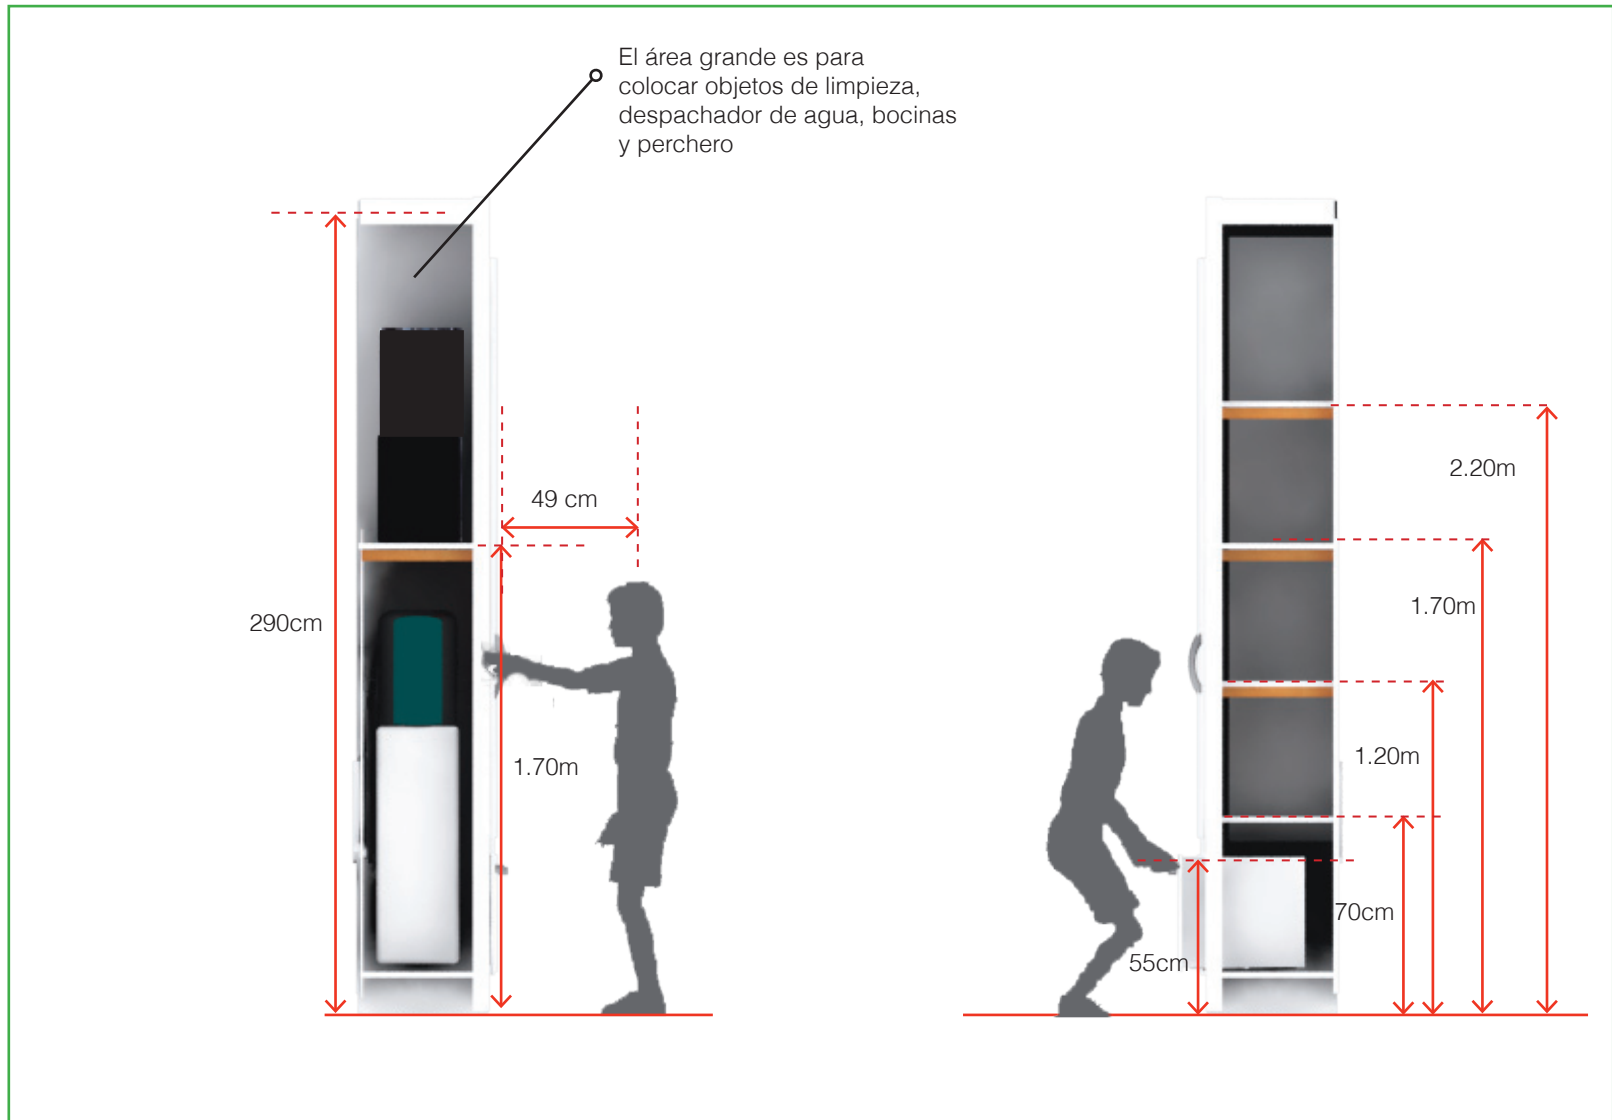 El área grande es para
colocar objetos de limpieza,
despachador de agua, bocinas
y perchero
49 cm
290cm
1.70m
2.20m
1.70m
1.20m
70cm
55cm